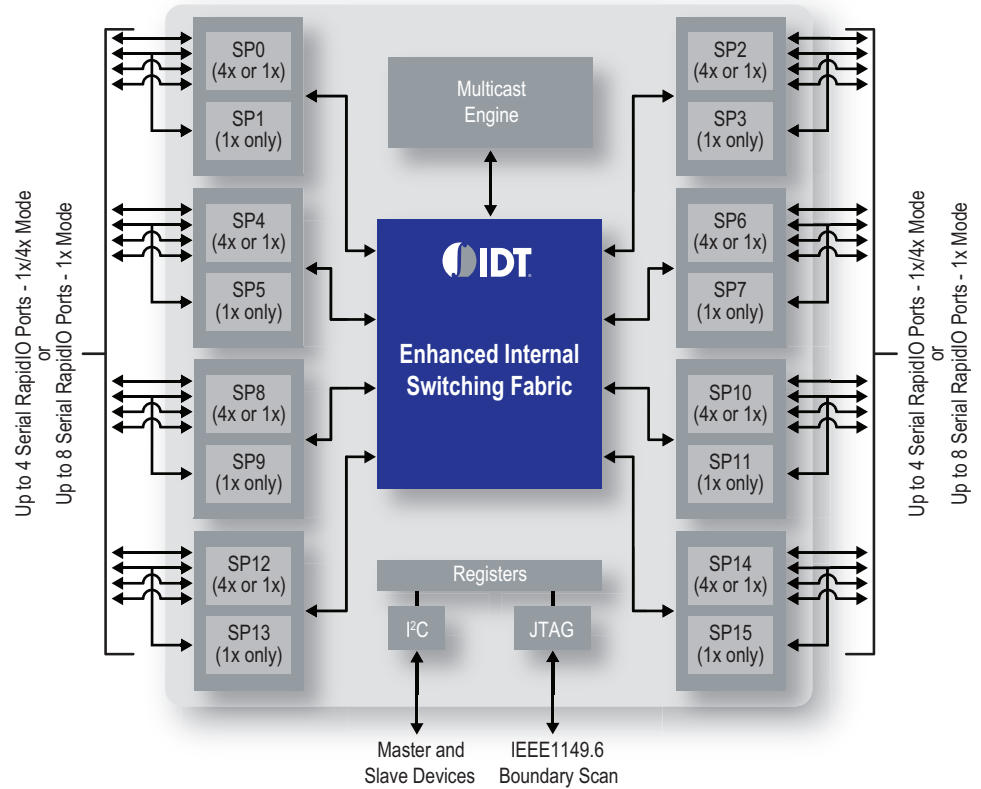 Up to 4 Serial RapidIO Ports - 1x/4x Mode
or
Up to 8 Serial RapidIO Ports - 1x Mode
SP0
(4x or 1x)
SP1
(1x only)
SP4
(4x or 1x)
SP5
(1x only)
SP8
(4x or 1x)
SP9
(1x only)
SP12
(4x or 1x)
SP13
(1x only)
Multicast
Engine
IDT
Enhanced Internal
Switching Fabric
Registers
I²C
JTAG
Master and
Slave Devices
IEEE1149.6
Boundary Scan
SP2
(4x or 1x)
SP3
(1x only)
SP6
(4x or 1x)
SP7
(1x only)
SP10
(4x or 1x)
SP11
(1x only)
SP14
(4x or 1x)
SP15
(1x only)
Up to 4 Serial RapidIO Ports - 1x/4x Mode
or
Up to 8 Serial RapidIO Ports - 1x Mode